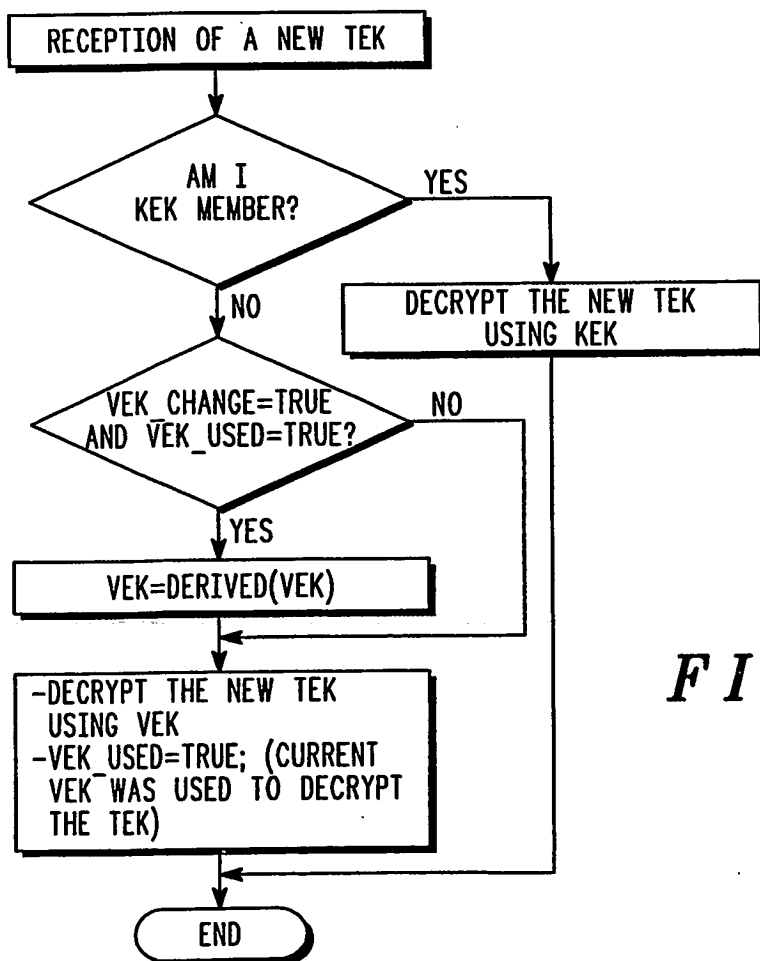 RECEPTION OF A NEW TEK
AM I
KEK MEMBER?
YES
NO
DECRYPT THE NEW TEK
USING KEK
VEK_CHANGE=TRUE
AND VEK_USED=TRUE?
NO
YES
VEK=DERIVED(VEK)
-DECRYPT THE NEW TEK
USING VEK
-VEK_USED=TRUE; (CURRENT
VEK WAS USED TO DECRYPT
THE TEK)
END
FI